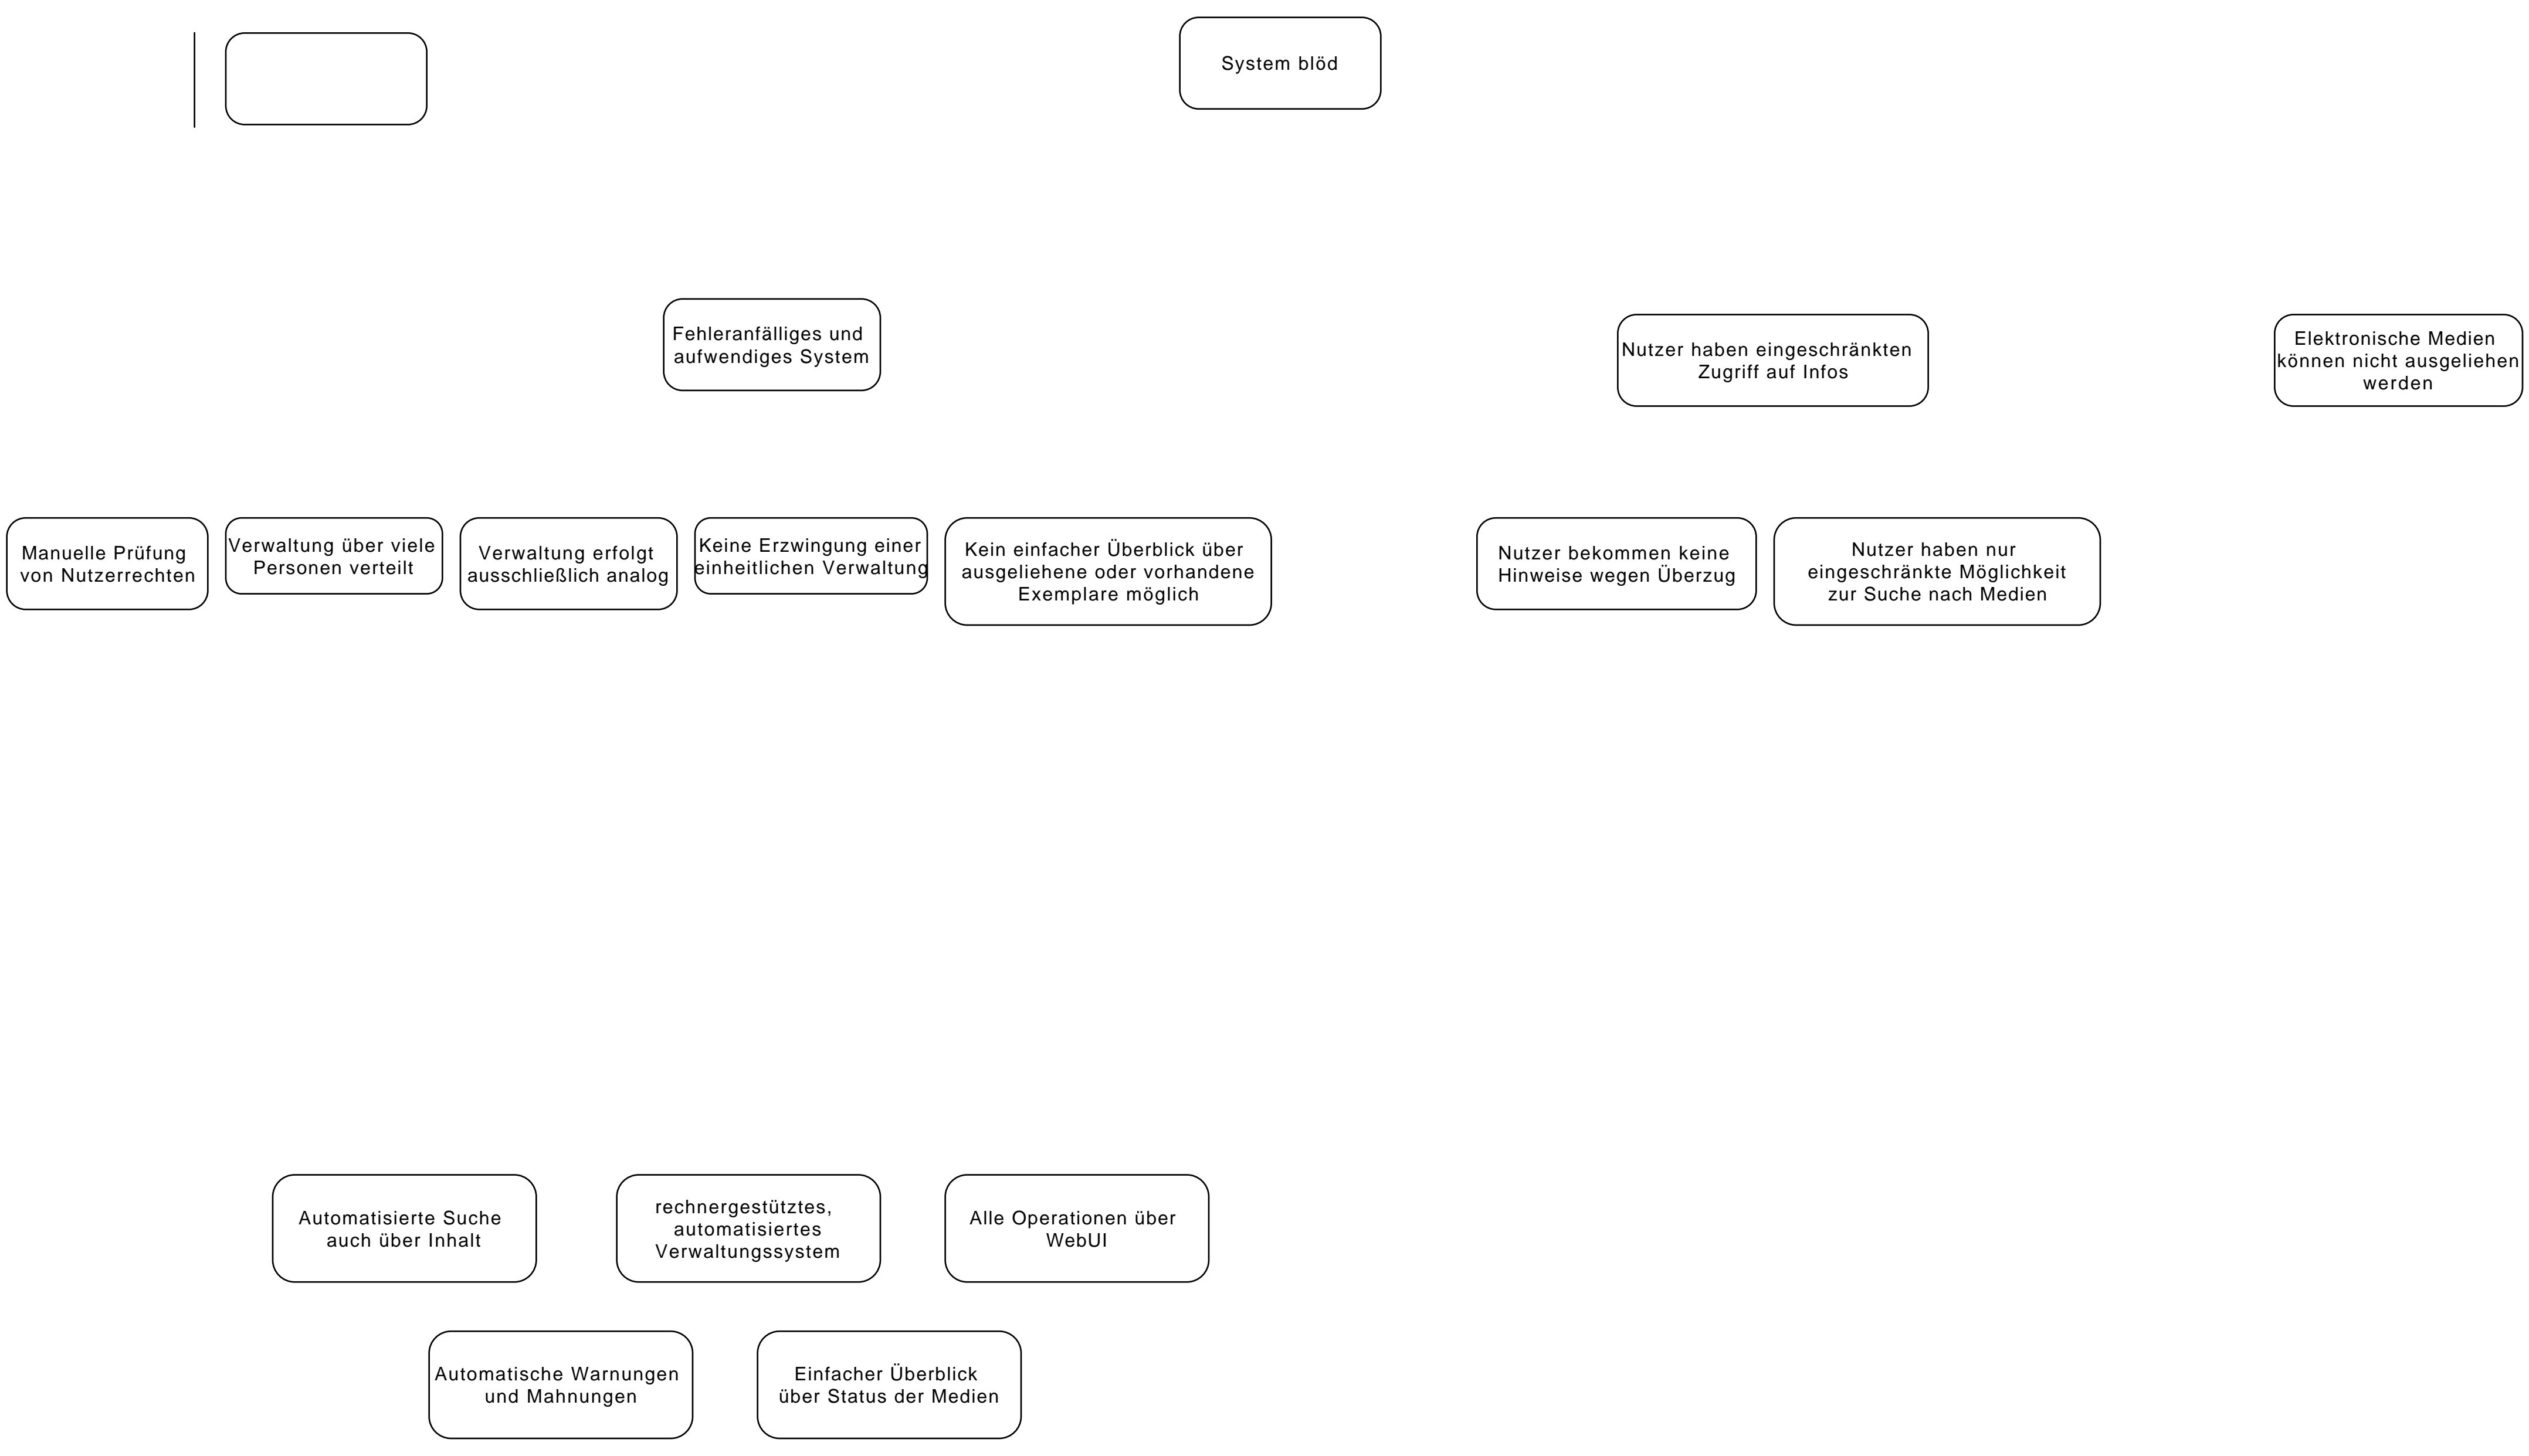 System blöd
Fehleranfälliges und
aufwendiges System
Nutzer haben eingeschränkten
Zugriff auf Infos
Elektronische Medien
können nicht ausgeliehen
werden
Manuelle Prüfung
von Nutzerrechten
Verwaltung über viele
Personen verteilt
Verwaltung erfolgt
ausschließlich analog
Keine Erzwingung einer
einheitlichen Verwaltung
Kein einfacher Überblick über
ausgeliehene oder vorhandene
Exemplare möglich
Nutzer bekommen keine
Hinweise wegen Überzug
Nutzer haben nur
eingeschränkte Möglichkeit
zur Suche nach Medien
Automatisierte Suche
auch über Inhalt
rechnergestütztes,
automatisiertes
Verwaltungssystem
Alle Operationen über
WebUI
Automatische Warnungen
und Mahnungen
Einfacher Überblick
über Status der Medien